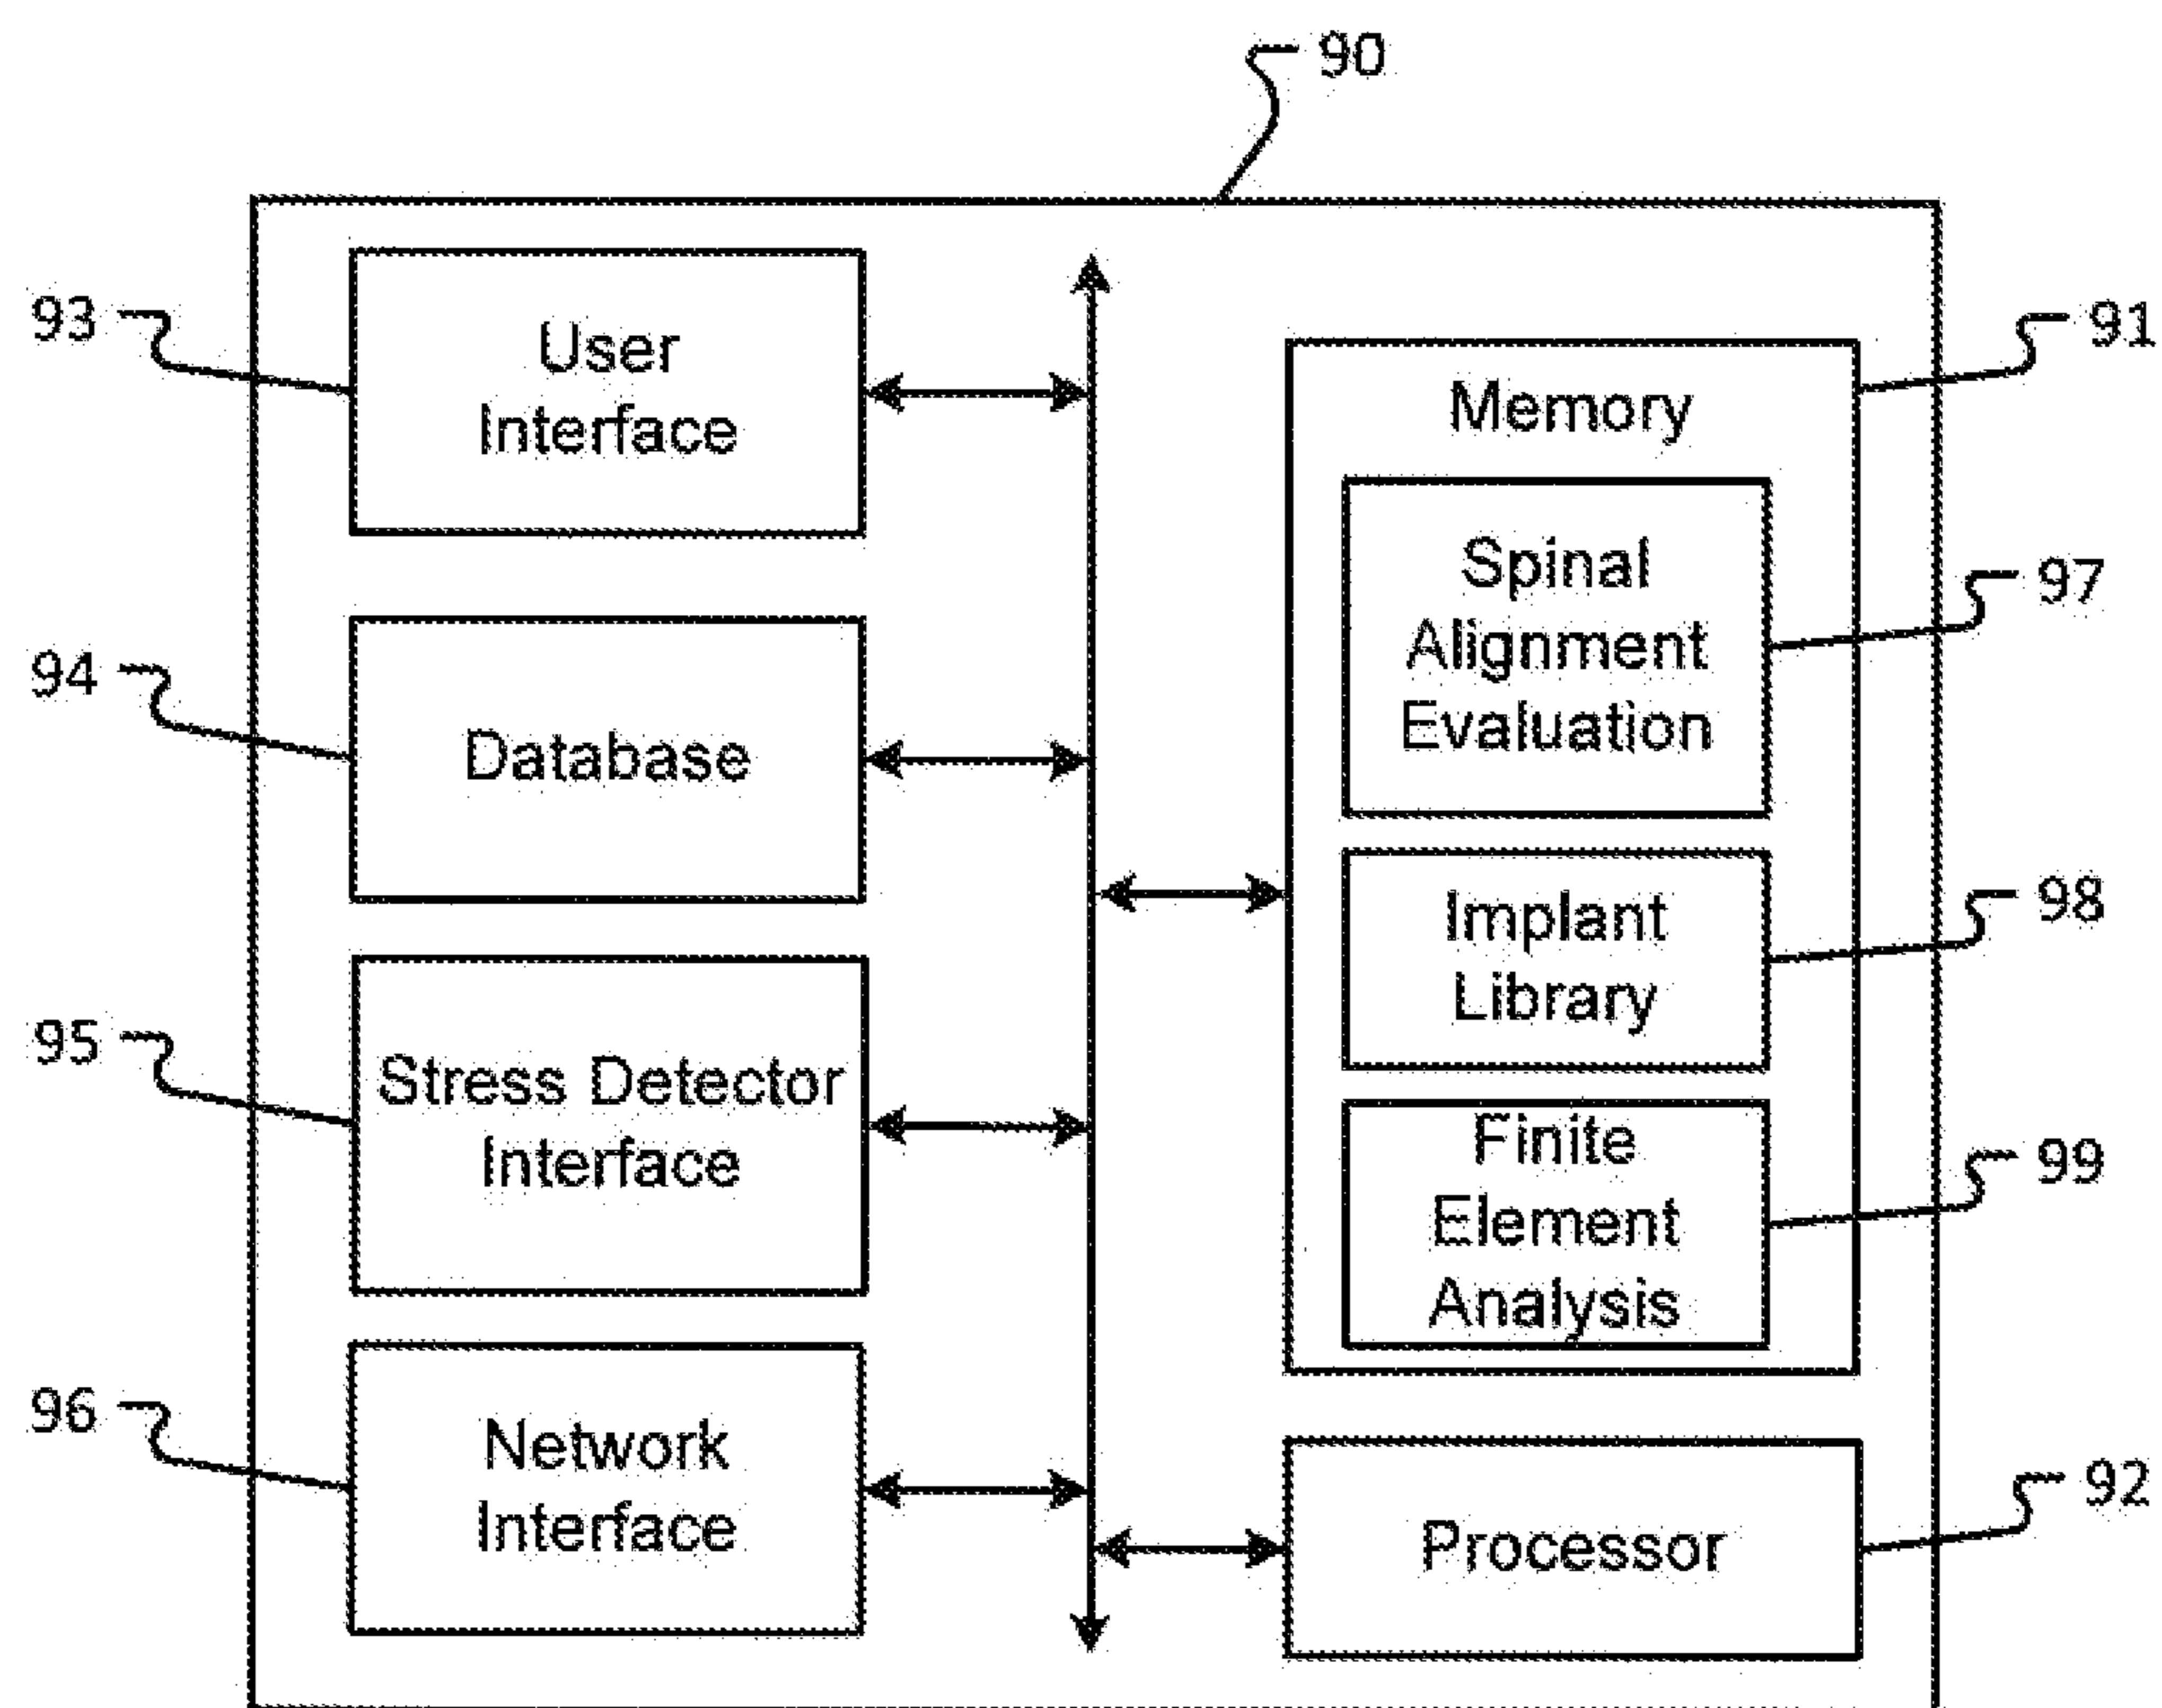 90
93
User
Interface
91
Memory
94
Database
Spinal
Alignment
Evaluation
97
Implant
Library
98
95
Stress Detector
Interface
Finite
Element
Analysis
99
96
Network
Interface
Processor
92